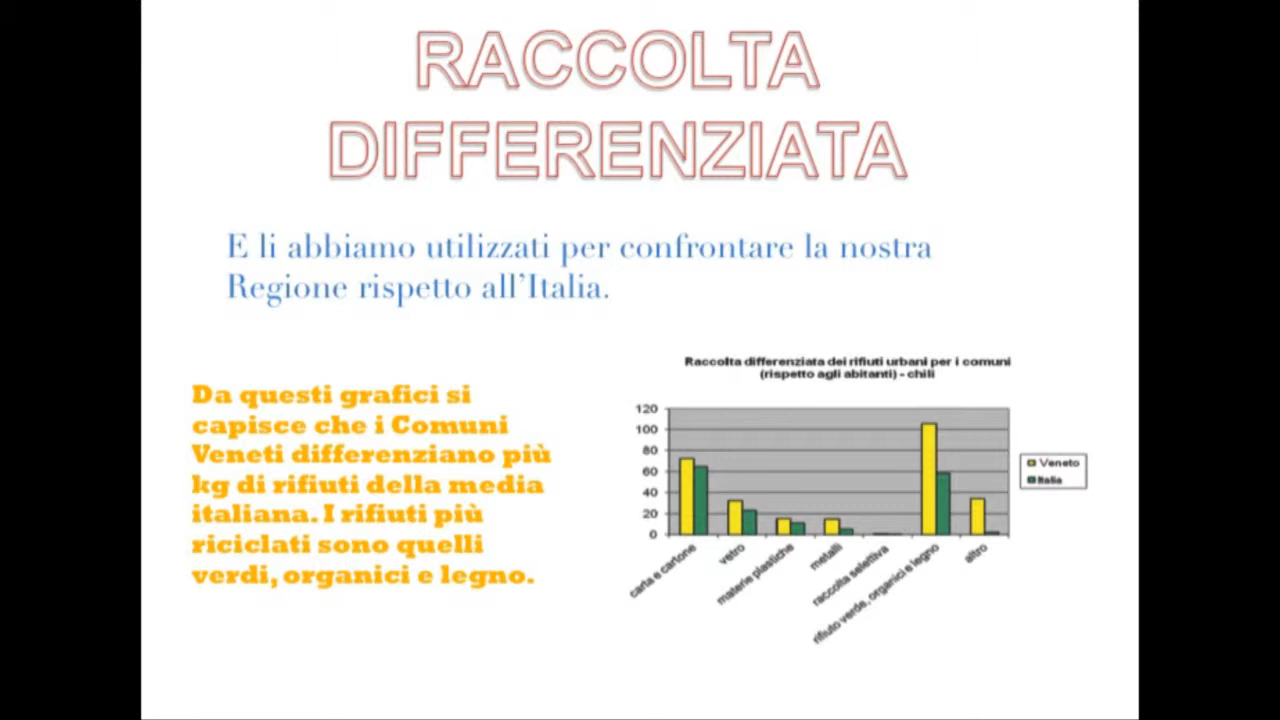 RACCOLTA
DIFFERENZIATA
E li abbiamo utilizzati per confrontare la nostra
Regione rispetto all'Italia.
Da questi grafici si
capisce che i Comuni
Veneti differenziano più
kg di rifiuti della media
italiana. I rifiuti più
riciclati sono quelli
verdi, organici e legno.
Raccolta differenziata dei rifiuti urbani per i comuni
(rispetto agli abitanti) - chili
120
100
80
60
40
20
0
carta e cartone
vetro
materie plastiche
metalli
raccolta selettiva
rifiuto verde, organici e legno
altro
Veneto
Italia